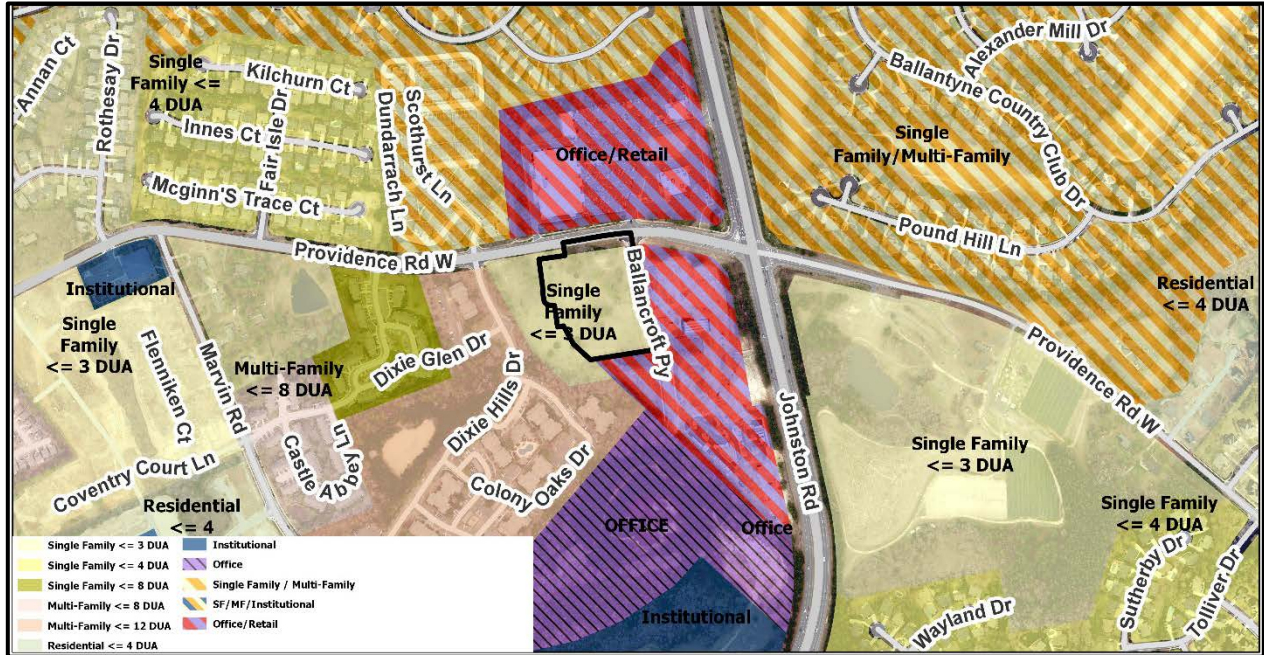 Annan Ct
Rothesay Dr
Single
Family <=
4 DUA
Kilchurn Ct
Innes Ct
Fair Isle Dr
Mcginn'S Trace Ct
Dundarrach Ln
Scothurst Ln
Office/Retail
Alexander Mill Dr
Ballantyne Country Club Dr
Single
Family/Multi-Family
Pound Hill Ln
Residential
<= 4 DUA
Providence Rd W
Institutional
Single
Family
<= 3 DUA
Flenniken Ct
Marvin Rd
Multi-Family
<= 8 DUA
Dixie Glen Dr
Dixie Hills Dr
Single
Family
<= 3 DUA
Ballancroft Py
Johnston Rd
Providence Rd W
Single Family
<= 3 DUA
Coventry Court Ln
Castle Abbey Ln
Colony Oaks Dr
Residential
<= 4
OFFICE
Office
Institutional
Single Family
<= 4 DUA
Sutherby Dr
Tolliver Dr
Wayland Dr
Single Family <= 3 DUA
Single Family <= 4 DUA
Single Family <= 8 DUA
Multi-Family <= 8 DUA
Multi-Family <= 12 DUA
Residential <= 4 DUA
Institutional
Office
Single Family / Multi-Family
SF/MF/Institutional
Office/Retail